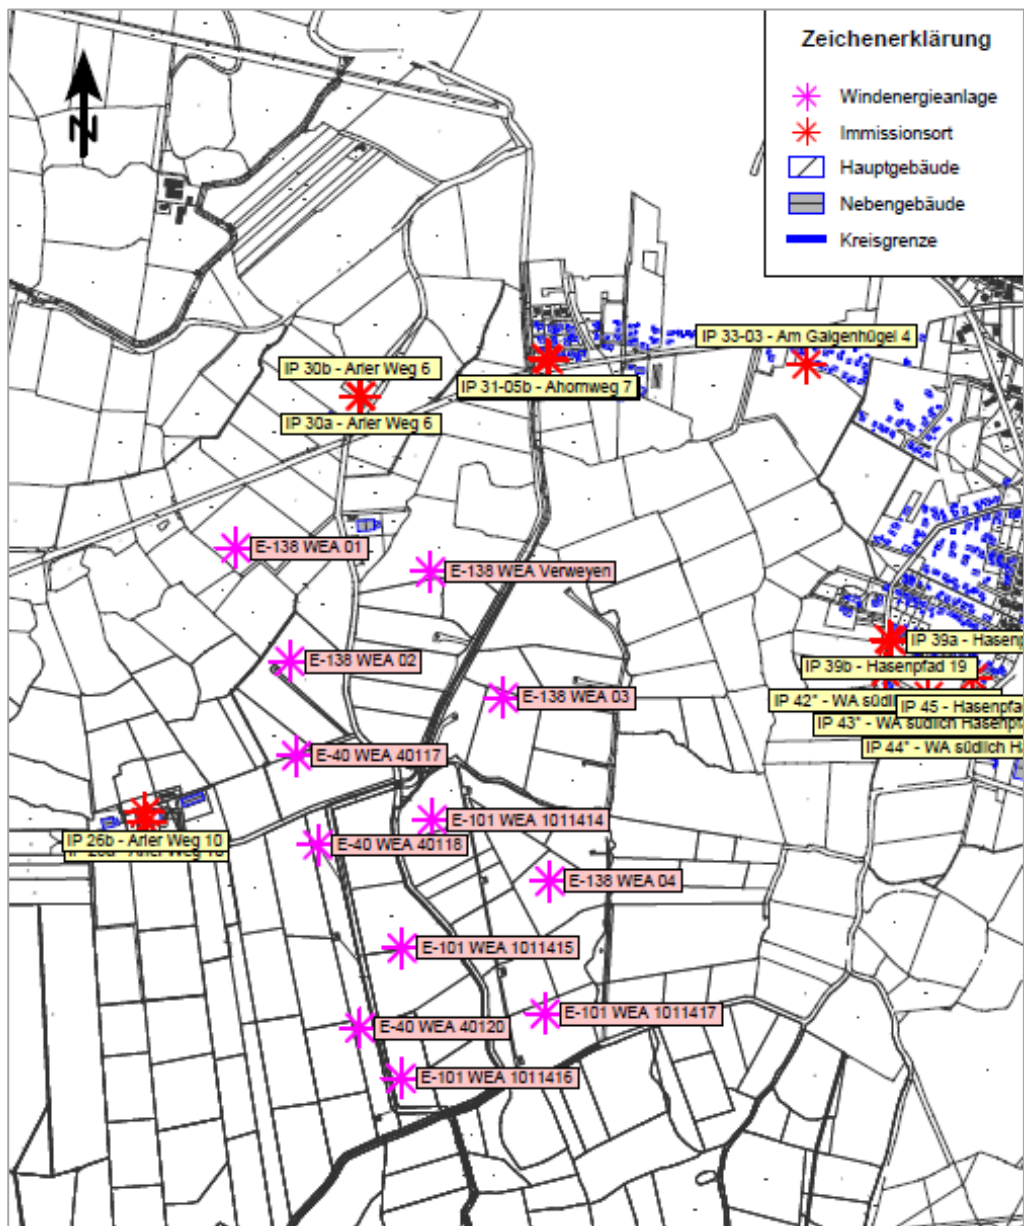 Zeichenerklärung
Windenergieanlage
Immissionsort
Hauptgebäude
Nebengebäude
Kreisgrenze
N
IP 33-03 - Am Galgenhügel 4
IP 30b - Arler Weg 6
IP 31-05b - Ahornweg 7
IP 30a - Arler Weg 6
E-138 WEA 01
E-138 WEA Verweyen
IP 39a -
E-138 WEA 02
IP 39b - Hasenpfad 19
E-138 WEA 03
IP 42* - WA
IP 45 -
IP 43* - WA südlich
IP 44* - WA südlich
E-40 WEA 40117
E-101 WEA 1011414
IP 26b - Arler Weg 10
E-40 WEA 40118
E-138 WEA 04
E-101 WEA 1011415
E-101 WEA 1011417
E-40 WEA 40120
E-101 WEA 1011416